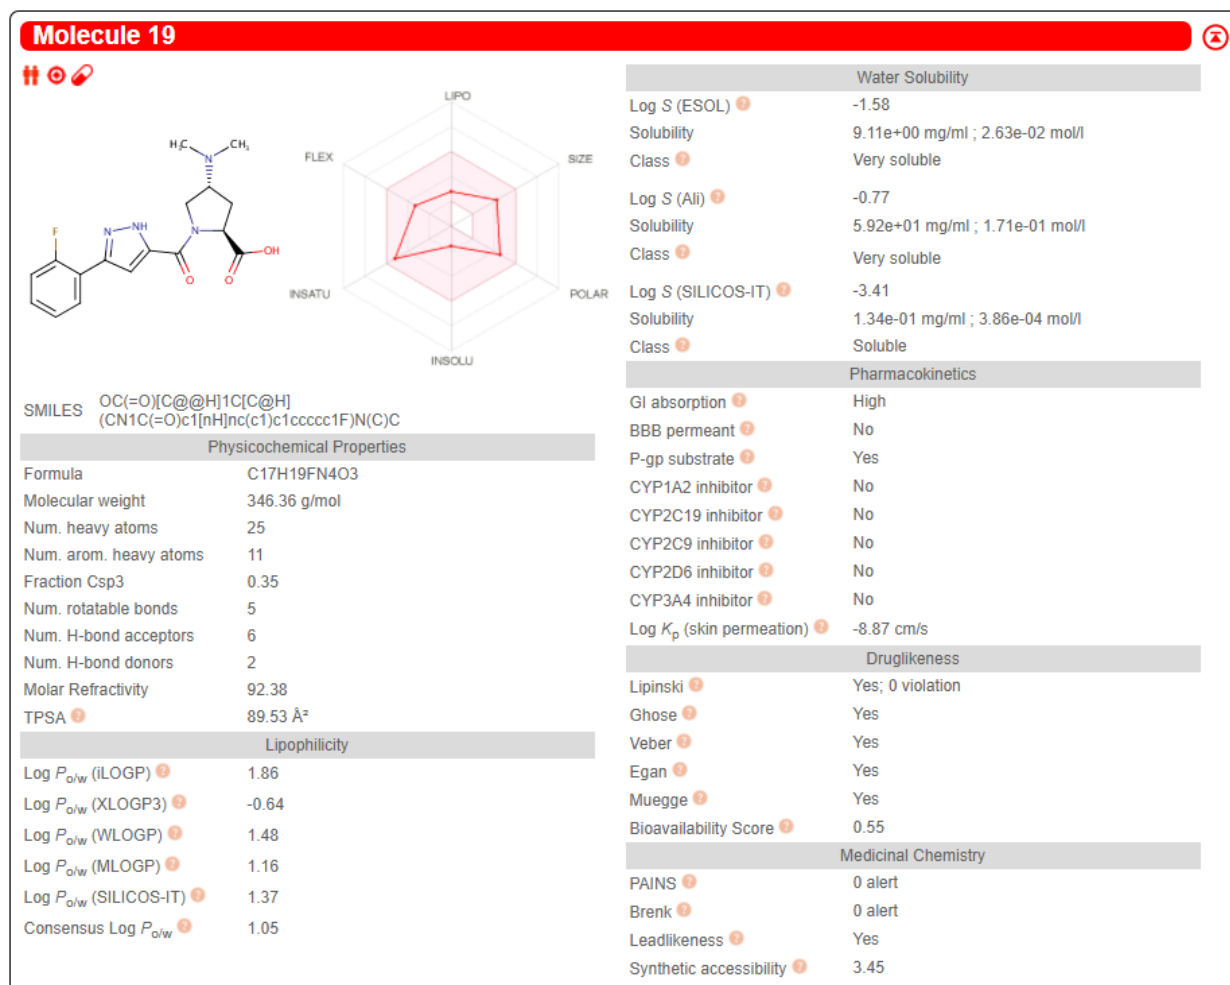 Molecule 19
LIPO
SIZE
POLAR
INSOLU
INSATU
FLEX
H₃C
CH₃
N
N
NH
N
F
O
O
OH
SMILES OC(=O)[C@@H]1C[C@H]
(CN1C(=O)c1[nH]nc(c1)c1ccccc1F)N(C)C
Physicochemical Properties
Formula C17H19FN4O3
Molecular weight 346.36 g/mol
Num. heavy atoms 25
Num. arom. heavy atoms 11
Fraction Csp3 0.35
Num. rotatable bonds 5
Num. H-bond acceptors 6
Num. H-bond donors 2
Molar Refractivity 92.38
TPSA ? 89.53 Å²
Lipophilicity
Log Po/w (iLOGP) ? 1.86
Log Po/w (XLOGP3) ? -0.64
Log Po/w (WLOGP) ? 1.48
Log Po/w (MLOGP) ? 1.16
Log Po/w (SILICOS-IT) ? 1.37
Consensus Log Po/w ? 1.05
Water Solubility
Log S (ESOL) ? -1.58
Solubility 9.11e+00 mg/ml ; 2.63e-02 mol/l
Class ? Very soluble
Log S (Ali) ? -0.77
Solubility 5.92e+01 mg/ml ; 1.71e-01 mol/l
Class ? Very soluble
Log S (SILICOS-IT) ? -3.41
Solubility 1.34e-01 mg/ml ; 3.86e-04 mol/l
Class ? Soluble
Pharmacokinetics
GI absorption ? High
BBB permeant ? No
P-gp substrate ? Yes
CYP1A2 inhibitor ? No
CYP2C19 inhibitor ? No
CYP2C9 inhibitor ? No
CYP2D6 inhibitor ? No
CYP3A4 inhibitor ? No
Log Kp (skin permeation) ? -8.87 cm/s
Druglikeness
Lipinski ? Yes; 0 violation
Ghose ? Yes
Veber ? Yes
Egan ? Yes
Muegge ? Yes
Bioavailability Score ? 0.55
Medicinal Chemistry
PAINS ? 0 alert
Brenk ? 0 alert
Leadlikeness ? Yes
Synthetic accessibility ? 3.45